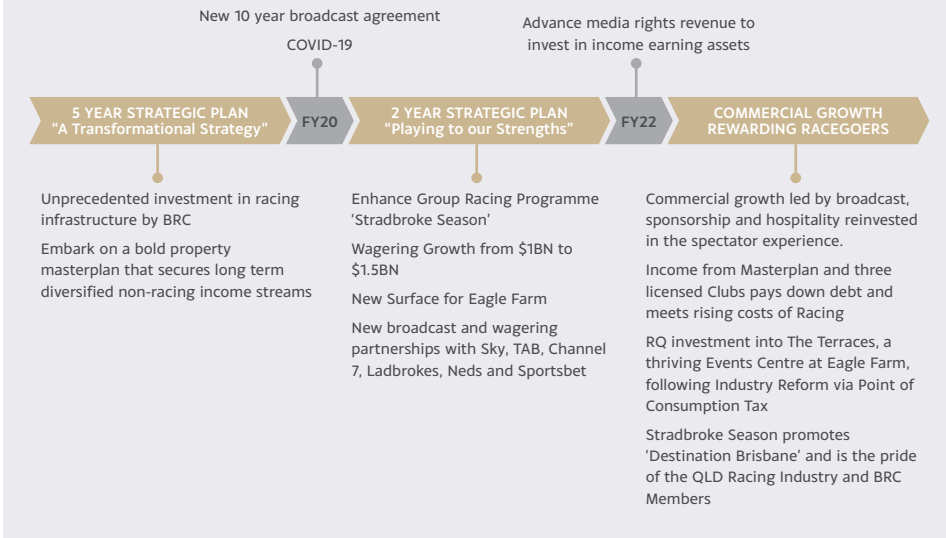 New 10 year broadcast agreement
COVID-19
Advance media rights revenue to
invest in income earning assets
5 YEAR STRATEGIC PLAN
"A Transformational Strategy"
FY20
2 YEAR STRATEGIC PLAN
"Playing to our Strengths"
FY22
COMMERCIAL GROWTH
REWARDING RACEGOERS
Unprecedented investment in racing
infrastructure by BRC
Embark on a bold property
masterplan that secures long term
diversified non-racing income streams
Enhance Group Racing Programme
'Stradbroke Season'
Wagering Growth from $1BN to
$1.5BN
New Surface for Eagle Farm
New broadcast and wagering
partnerships with Sky, TAB, Channel
7, Ladbrokes, Neds and Sportsbet
Commercial growth led by broadcast,
sponsorship and hospitality reinvested
in the spectator experience.
Income from Masterplan and three
licensed Clubs pays down debt and
meets rising costs of Racing
RQ investment into The Terraces, a
thriving Events Centre at Eagle Farm,
following Industry Reform via Point of
Consumption Tax
Stradbroke Season promotes
'Destination Brisbane' and is the pride
of the QLD Racing Industry and BRC
Members